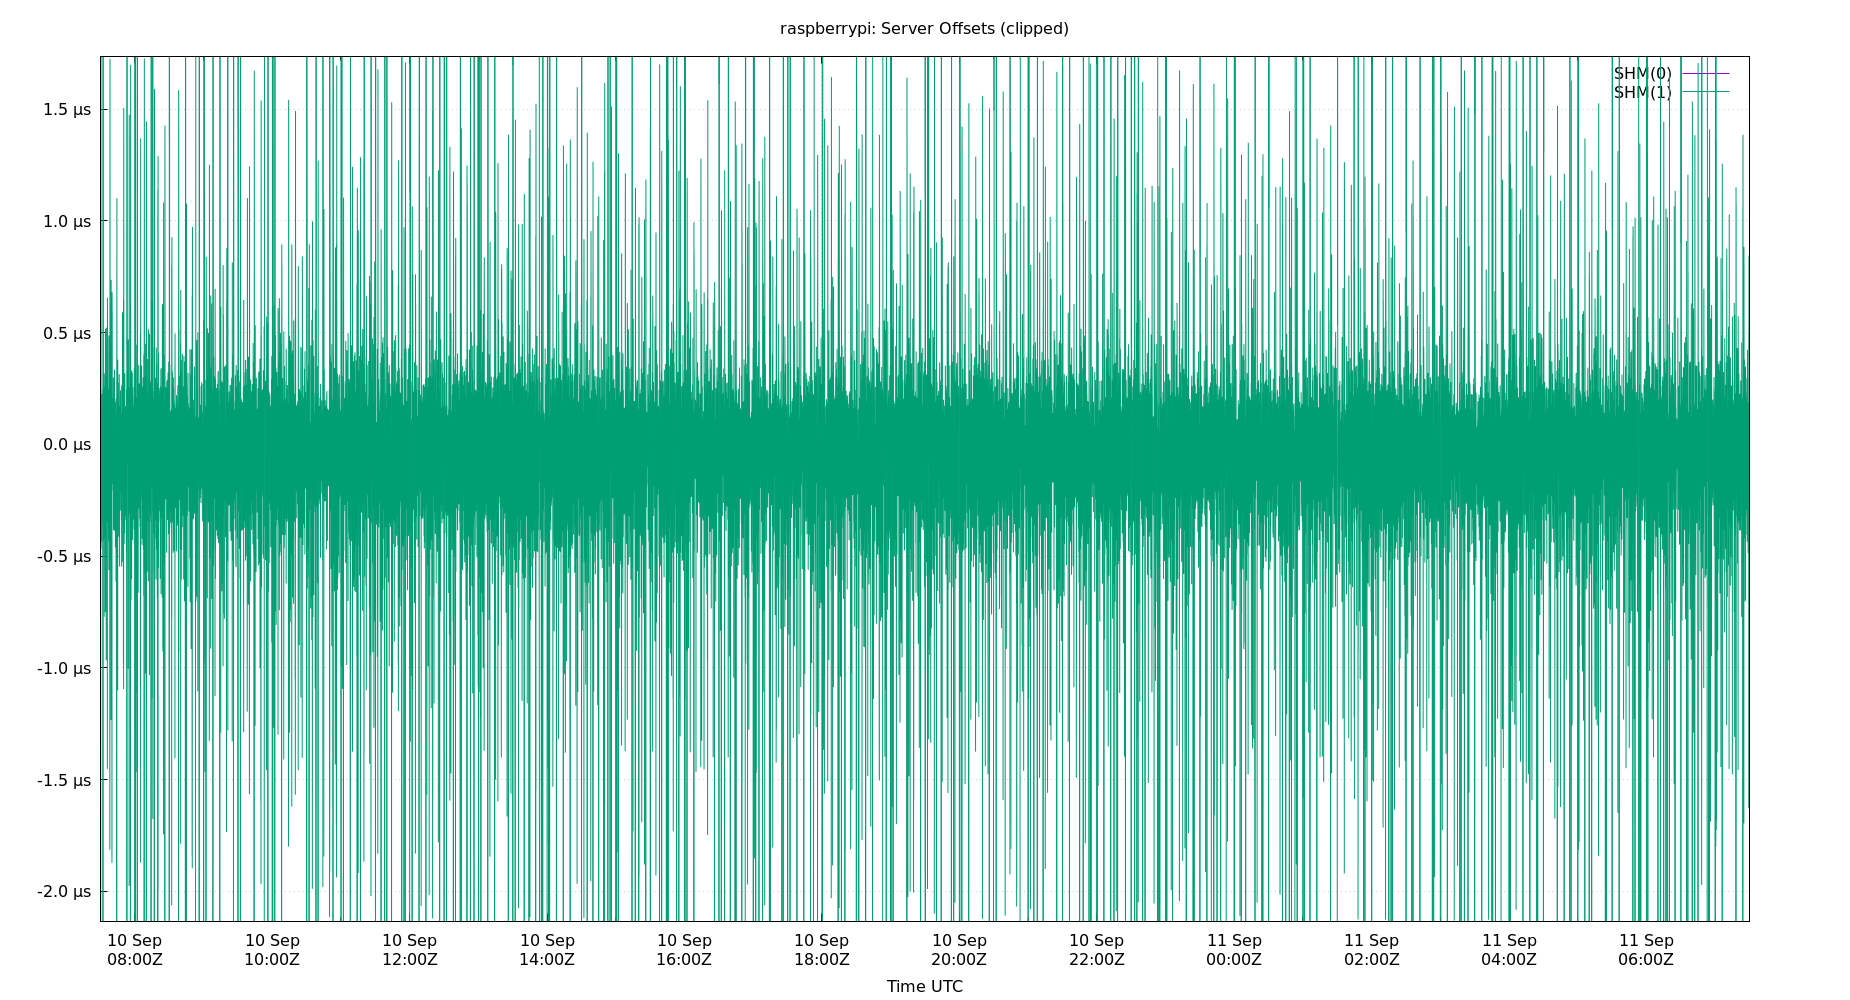 raspberrypi: Server Offsets (clipped)
SHM(0)
SHM(1)
1.5 µs
1.0 µs
0.5 µs
0.0 µs
-0.5 µs
-1.0 µs
-1.5 µs
-2.0 µs
10 Sep 10 Sep 10 Sep 10 Sep 10 Sep 10 Sep 10 Sep 10 Sep 11 Sep 11 Sep 11 Sep 11 Sep
08:00Z 10:00Z 12:00Z 14:00Z 16:00Z 18:00Z 20:00Z 22:00Z 00:00Z 02:00Z 04:00Z 06:00Z
Time UTC